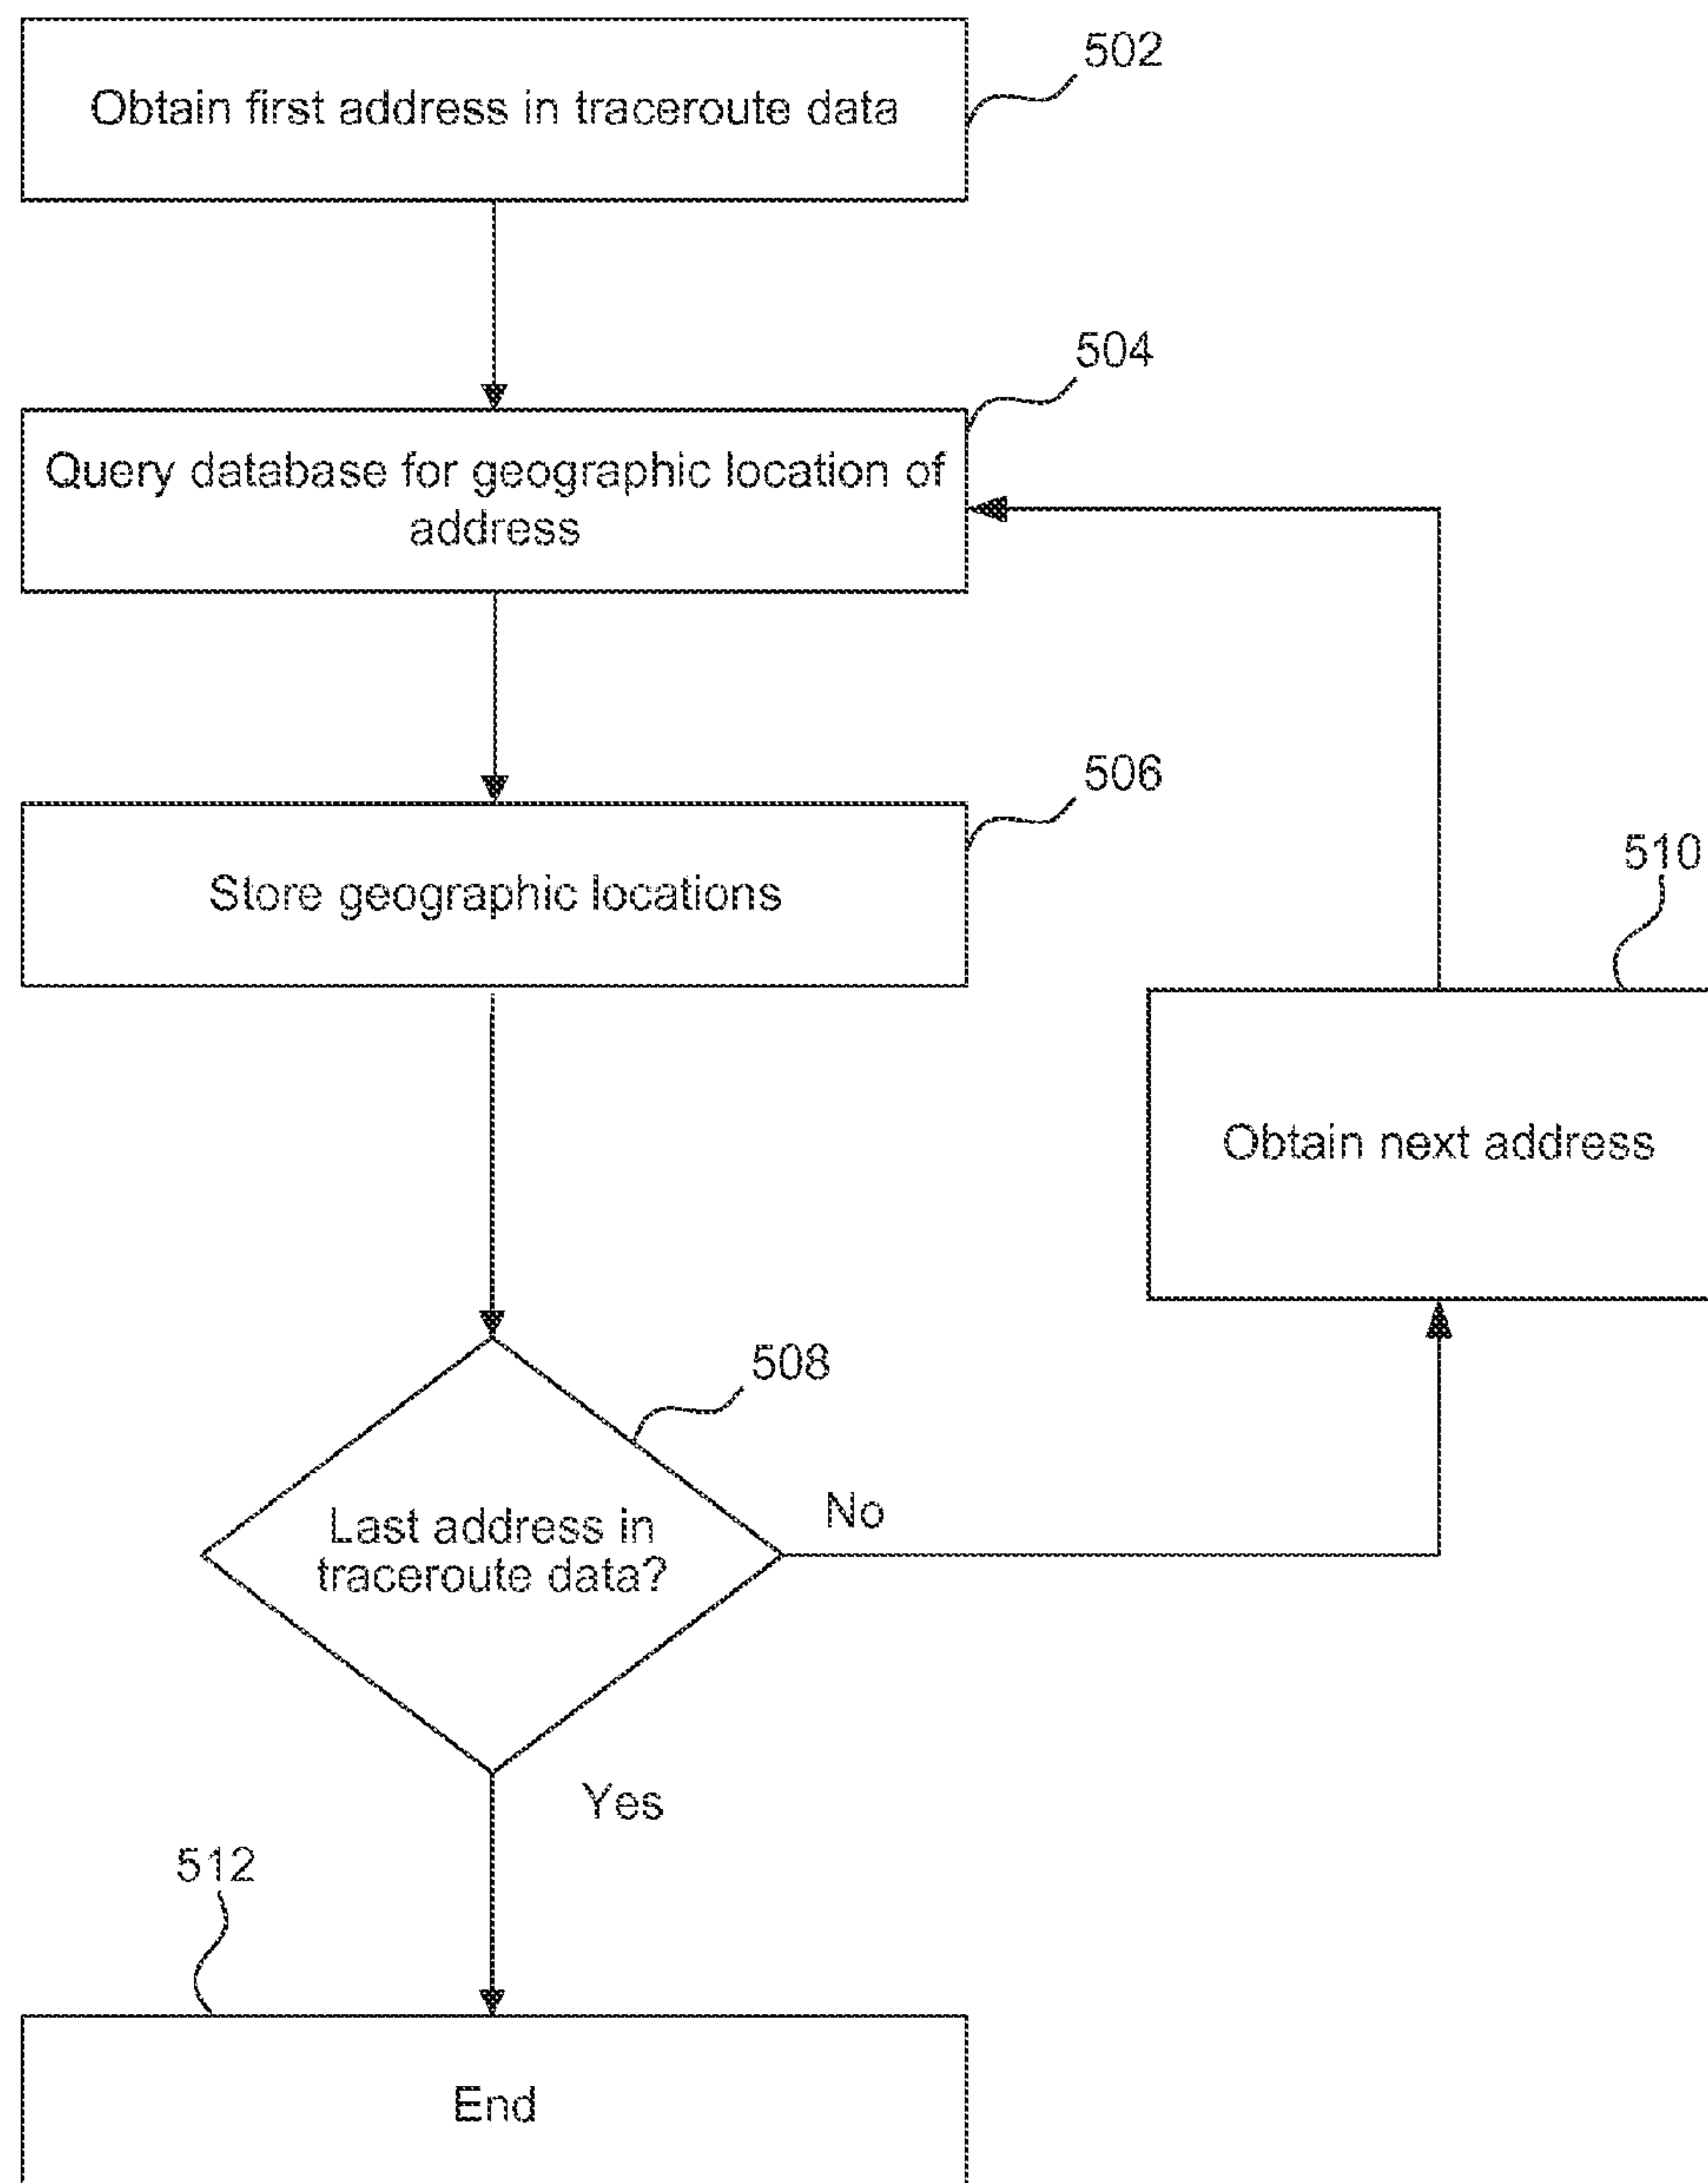 Obtain first address in traceroute data
502
Query database for geographic location of
address
504
Store geographic locations
506
510
Obtain next address
508
Last address in
traceroute data?
No
Yes
512
End